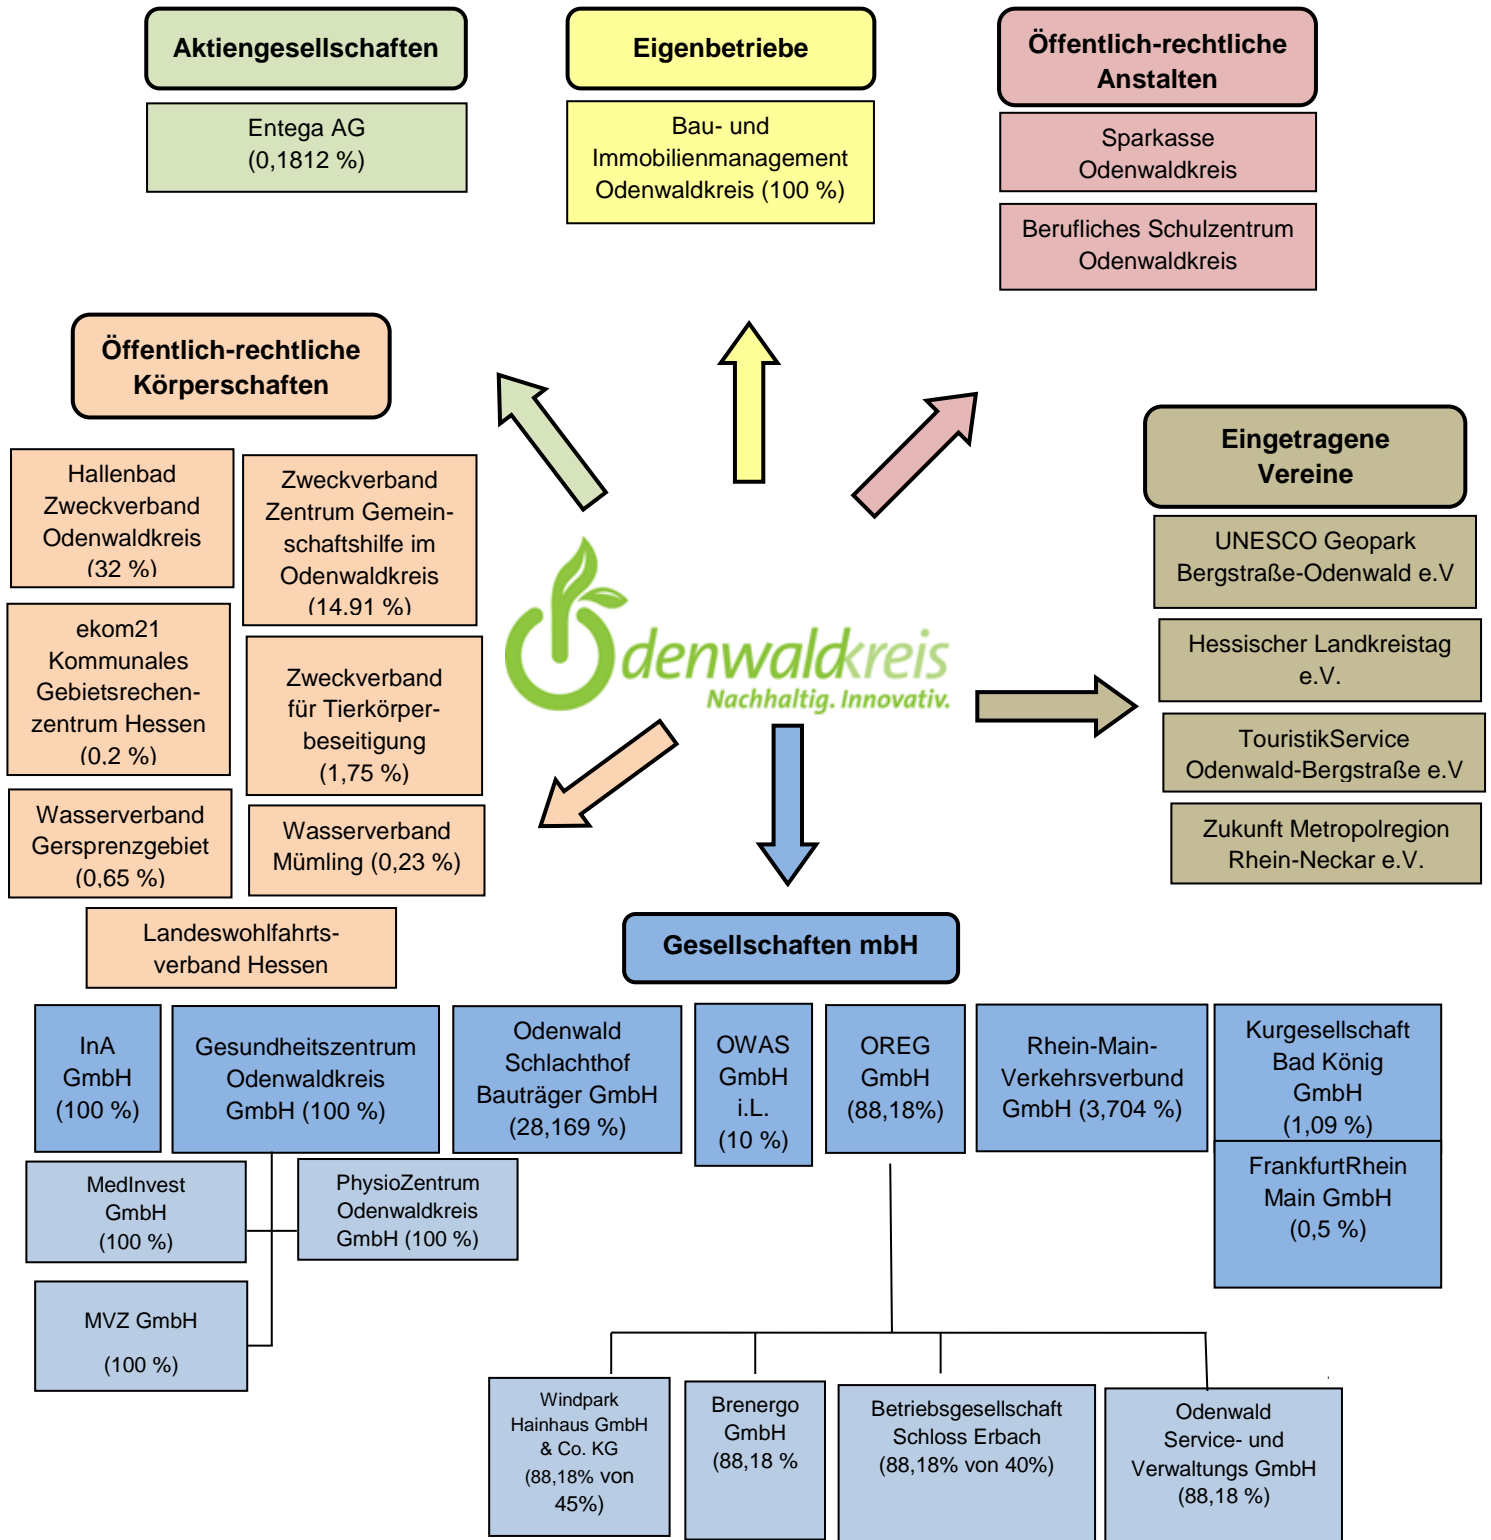 Aktiengesellschaften
Entega AG
(0,1812 %)
Eigenbetriebe
Bau- und
Immobilienmanagement
Odenwaldkreis (100 %)
Öffentlich-rechtliche
Anstalten
Sparkasse
Odenwaldkreis
Berufliches Schulzentrum
Odenwaldkreis
Öffentlich-rechtliche
Körperschaften
Hallenbad
Zweckverband
Odenwaldkreis
(32 %)
Zweckverband
Zentrum Gemein-
schaftshilfe im
Odenwaldkreis
(14.91 %)
ekom21
Kommunales
Gebietsrechen-
zentrum Hessen
(0,2 %)
Zweckverband
für Tierkörper-
beseitigung
(1,75 %)
Wasserverband
Gersprenzgebiet
(0,65 %)
Wasserverband
Mümling (0,23 %)
Landeswohlfahrts-
verband Hessen
Odenwaldkreis
Nachhaltig. Innovativ.
Eingetragene
Vereine
UNESCO Geopark
Bergstraße-Odenwald e.V
Hessischer Landkreistag
e.V.
TouristikService
Odenwald-Bergstraße e.V
Zukunft Metropolregion
Rhein-Neckar e.V.
Gesellschaften mbH
InA
GmbH
(100 %)
Gesundheitszentrum
Odenwaldkreis
GmbH (100 %)
Odenwald
Schlachthof
Bauträger GmbH
(28,169 %)
OWAS
GmbH
i.L.
(10 %)
OREG
GmbH
(88,18%)
Rhein-Main-
Verkehrsverbund
GmbH (3,704 %)
Kurgesellschaft
Bad König
GmbH
(1,09 %)
FrankfurtRhein
Main GmbH
(0,5 %)
MedInvest
GmbH
(100 %)
PhysioZentrum
Odenwaldkreis
GmbH (100 %)
MVZ GmbH
(100 %)
Windpark
Hainhaus GmbH
& Co. KG
(88,18% von
45%)
Brenergo
GmbH
(88,18 %
Betriebsgesellschaft
Schloss Erbach
(88,18% von 40%)
Odenwald
Service- und
Verwaltungs GmbH
(88,18 %)